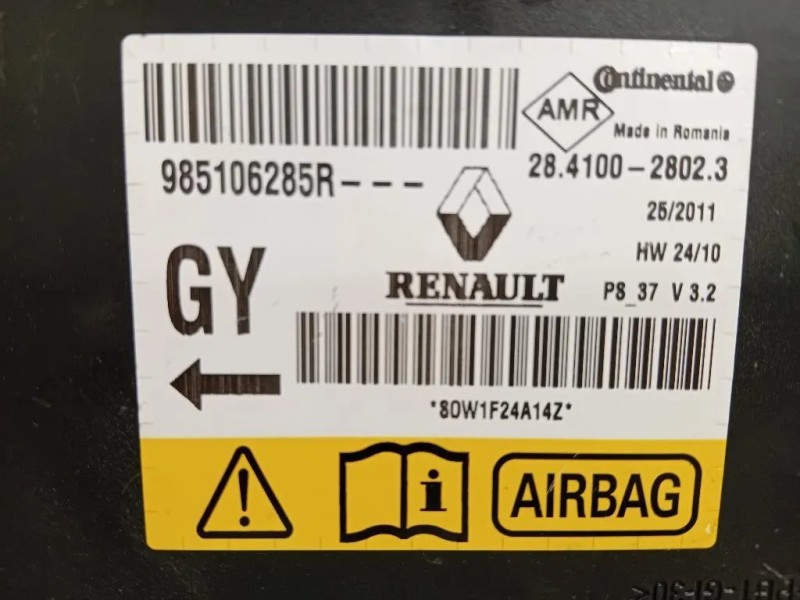 Continental
AMR
Made in Romania
985106285R---
28.4100-2802.3
25/2011
HW 24/10
GY
RENAULT
P8_37 V 3.2
*80W1F24A14Z*
i
AIRBAG